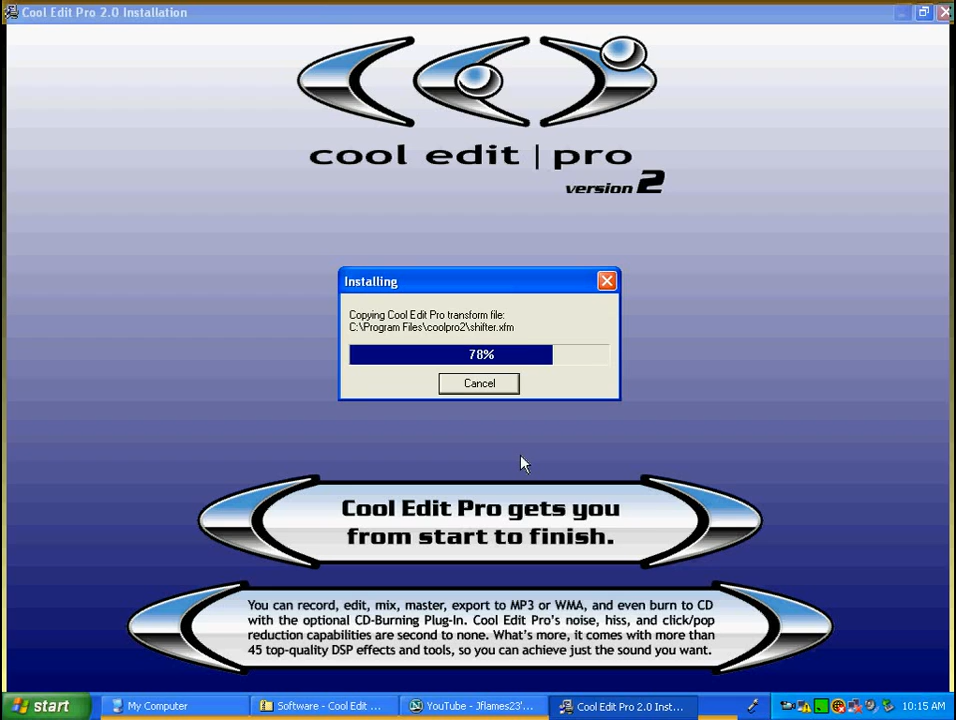 Cool Edit Pro 2.0 Installation
cool edit | pro
version 2
Installing
Copying Cool Edit Pro transform file:
C:\Program Files\coolpro2\shifter.xfm
78%
Cancel
Cool Edit Pro gets you
from start to finish.
You can record, edit, mix, master, export to MP3 or WMA, and even burn to CD
with the optional CD-Burning Plug-In. Cool Edit Pro's noise, hiss, and click/pop
reduction capabilities are second to none. What's more, it comes with more than
45 top-quality DSP effects and tools, so you can achieve just the sound you want.
start
My Computer
Software - Cool Edit ...
YouTube - Jflames23'...
Cool Edit Pro 2.0 Inst...
10:15 AM